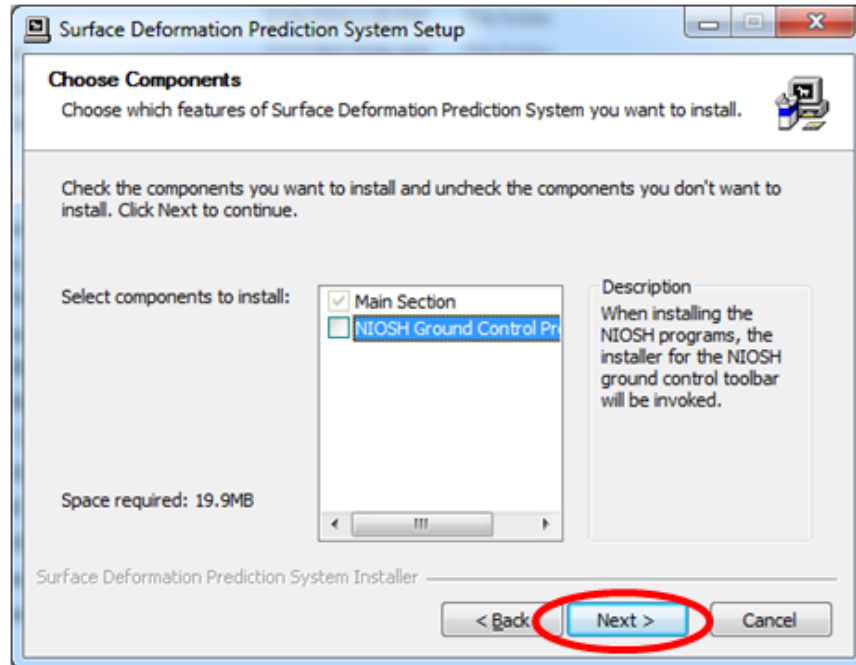 Surface Deformation Prediction System Setup
Choose Components
Choose which features of Surface Deformation Prediction System you want to install.
Check the components you want to install and uncheck the components you don't want to
install. Click Next to continue.
Select components to install:
Main Section
NIOSH Ground Control
Description
When installing the
NIOSH programs, the
installer for the NIOSH
ground control toolbar
will be invoked.
Space required: 19.9MB
Surface Deformation Prediction System Installer
< Back
Next >
Cancel